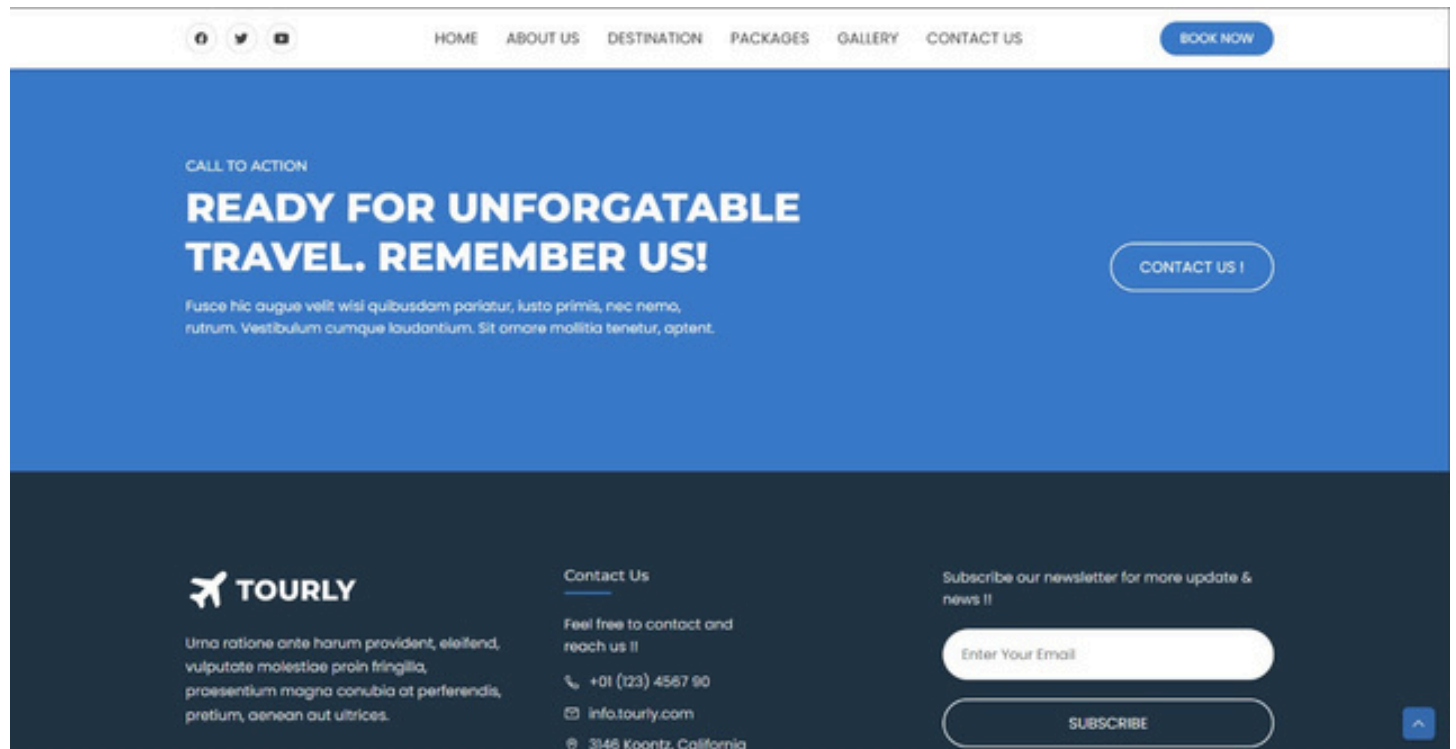 HOME ABOUT US DESTINATION PACKAGES GALLERY CONTACT US BOOK NOW
CALL TO ACTION
READY FOR UNFORGATABLE
TRAVEL. REMEMBER US!
Fusce hic augue velit wisi quibusdam pariatur, iusto primis, nec nemo,
rutrum. Vestibulum cumque laudantium. Sit ornare mollitia tenetur, aptent.
CONTACT US !
TOURLY
Urna ratione ante harum provident, eleifend,
vulputate molestiae proin fringilla,
praesentium magna conubia at perferendis,
pretium, aenean aut ultrices.
Contact Us
Feel free to contact and
reach us !!
+01 (123) 4567 90
info.tourly.com
3146 Koontz, California
Subscribe our newsletter for more update &
news !!
Enter Your Email
SUBSCRIBE